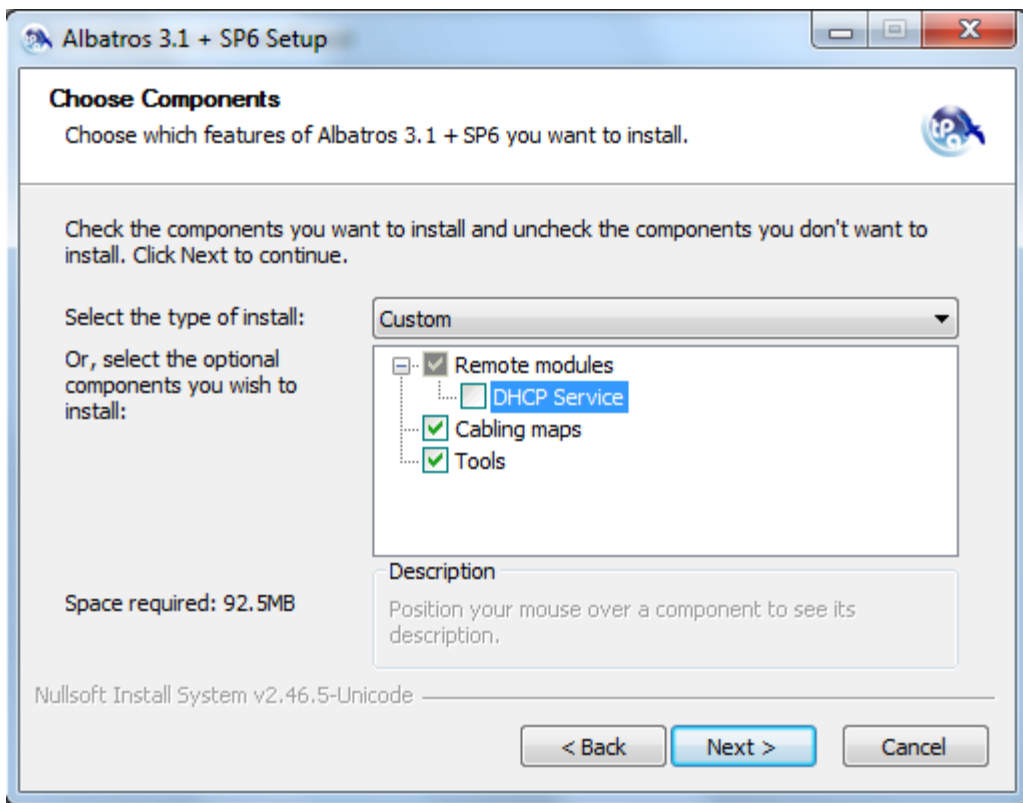 Albatros 3.1 + SP6 Setup
Choose Components
Choose which features of Albatros 3.1 + SP6 you want to install.
tpa
Check the components you want to install and uncheck the components you don't want to
install. Click Next to continue.
Select the type of install:
Custom
Or, select the optional
components you wish to
install:
Remote modules
DHCP Service
Cabling maps
Tools
Space required: 92.5MB
Description
Position your mouse over a component to see its
description.
Nullsoft Install System v2.46.5-Unicode
< Back
Next >
Cancel